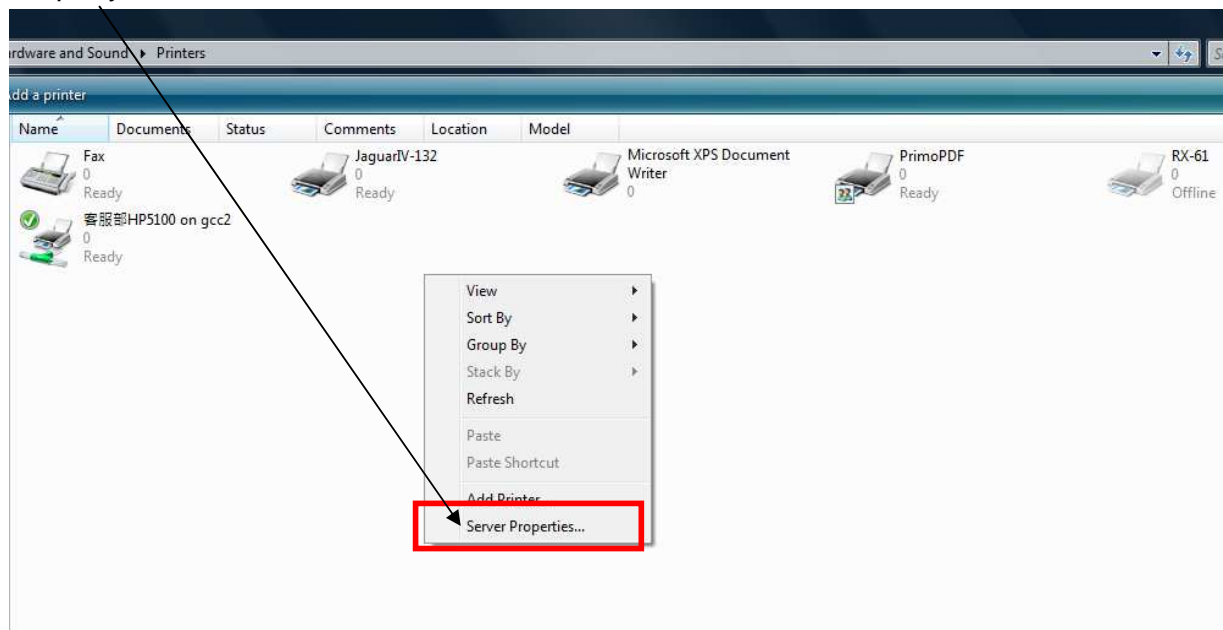 Hardware and Sound ▸ Printers
Add a printer
Name Documents Status Comments Location Model
Fax
0
Ready
JaguarIV-132
0
Ready
Microsoft XPS Document
Writer
0
PrimoPDF
0
Ready
RX-61
0
Offline
客服部HP5100 on gcc2
0
Ready
View
Sort By
Group By
Stack By
Refresh
Paste
Paste Shortcut
Add Printer
Server Properties...